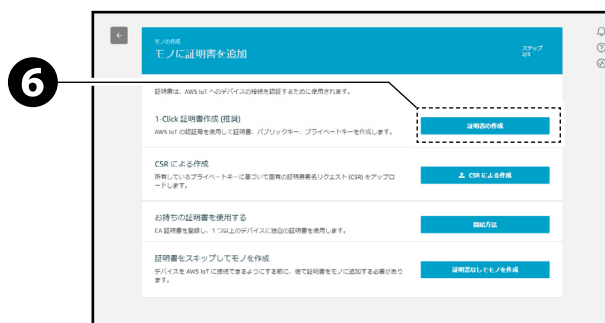 モノの作成
モノに証明書を追加
ステップ
2/3
6
証明書は、AWS IoT へのデバイスの接続を認証するために使用されます。
1-Click 証明書作成 (推奨)
AWS IoT の認証局を使用して証明書、パブリックキー、プライベートキーを作成します。
証明書の作成
CSR による作成
所有しているプライベートキーに基づいて固有の証明書署名リクエスト (CSR) をアップロ
ードします。
CSR による作成
お持ちの証明書を使用する
CA 証明書を登録し、1 つ以上のデバイスに独自の証明書を使用します。
開始方法
証明書をスキップしてモノを作成
デバイスを AWS IoT に接続できるようにする前に、後で証明書をモノに追加する必要があり
ます。
証明書なしでモノを作成